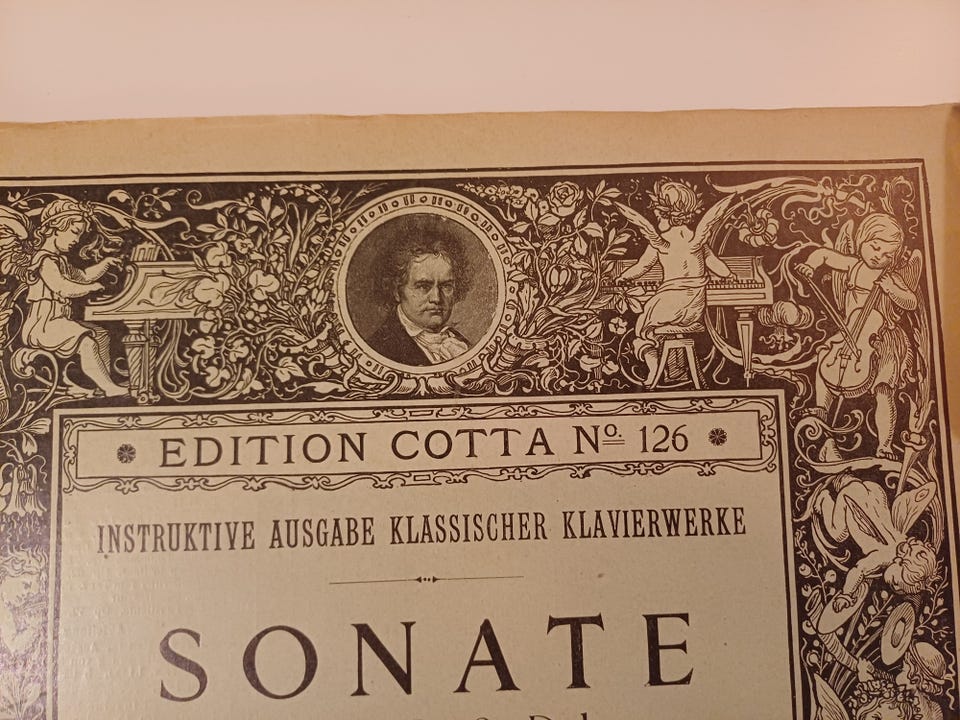 EDITION COTTA Nº 126
INSTRUKTIVE AUSGABE KLASSISCHER KLAVIERWERKE
SONATE